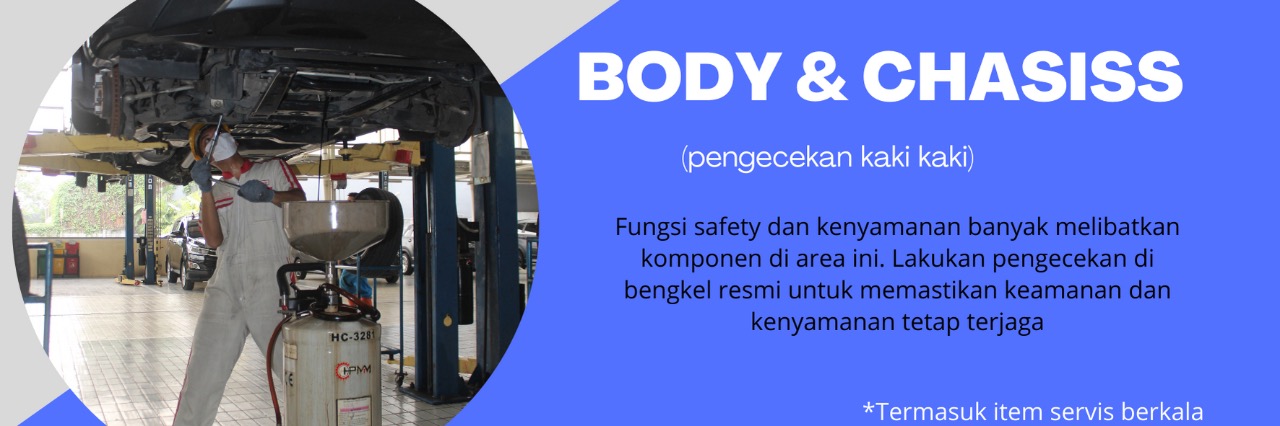 BODY & CHASISS
(pengecekan kaki kaki)
Fungsi safety dan kenyamanan banyak melibatkan
komponen di area ini. Lakukan pengecekan di
bengkel resmi untuk memastikan keamanan dan
kenyamanan tetap terjaga
*Termasuk item servis berkala
HC-3281
HPMM